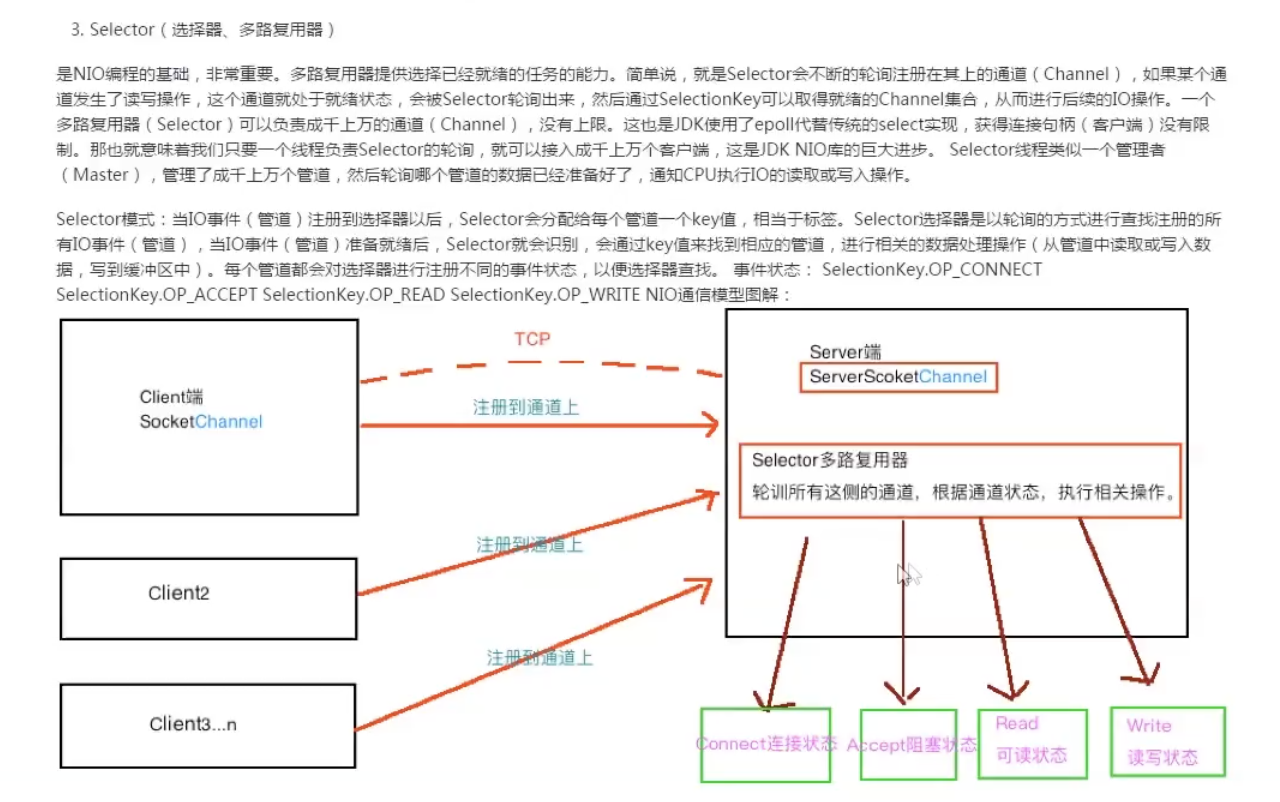 3. Selector（选择器、多路复用器）
是NIO编程的基础，非常重要。多路复用器提供选择已经就绪的任务的能力。简单说，就是Selector会不断的轮询注册在其上的通道（Channel），如果某个通
道发生了读写操作，这个通道就处于就绪状态，会被Selector轮询出来，然后通过SelectionKey可以取得就绪的Channel集合，从而进行后续的IO操作。一个
多路复用器（Selector）可以负责成千上万的通道（Channel），没有上限。这也是JDK使用了epoll代替传统的select实现，获得连接句柄（客户端）没有限
制。那也就意味着我们只要一个线程负责Selector的轮询，就可以接入成千上万个客户端，这是JDK NIO库的巨大进步。 Selector线程类似一个管理者
（Master），管理了成千上万个管道，然后轮询哪个管道的数据已经准备好了，通知CPU执行IO的读取或写入操作。
Selector模式：当IO事件（管道）注册到选择器以后，Selector会分配给每个管道一个key值，相当于标签。Selector选择器是以轮询的方式进行查找注册的所
有IO事件（管道），当IO事件（管道）准备就绪后，Selector就会识别，会通过key值来找到相应的管道，进行相关的数据处理操作（从管道中读取或写入数
据，写到缓冲区中）。每个管道都会对选择器进行注册不同的事件状态，以便选择器查找。 事件状态： SelectionKey.OP_CONNECT
SelectionKey.OP_ACCEPT SelectionKey.OP_READ SelectionKey.OP_WRITE NIO通信模型图解：
TCP
Server端
ServerScoketChannel
Client端
SocketChannel
注册到通道上
Selector多路复用器
轮训所有这侧的通道，根据通道状态，执行相关操作。
注册到通道上
Client2
注册到通道上
Client3...n
Connect连接状态
Accept阻塞状态
Read
可读状态
Write
读写状态